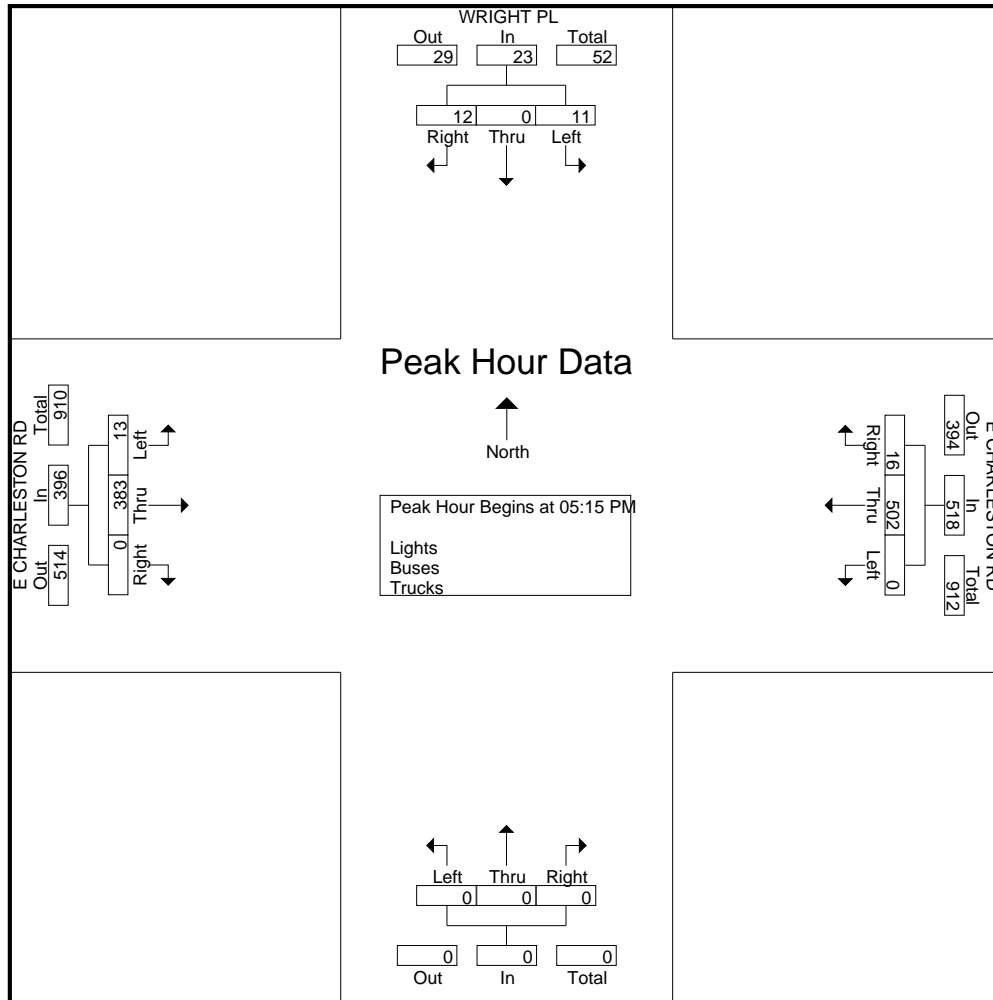 WRIGHT PL
Out In Total
29 23 52
12 0 11
Right Thru Left
Peak Hour Data
North
Peak Hour Begins at 05:15 PM
Lights
Buses
Trucks
E CHARLESTON RD
Out In Total
514 396 910
Left Thru Right
13 383 0
E CHARLESTON RD
Out In Total
394 518 912
Right Thru Left
16 502 0
Left Thru Right
0 0 0
0 0 0
Out In Total